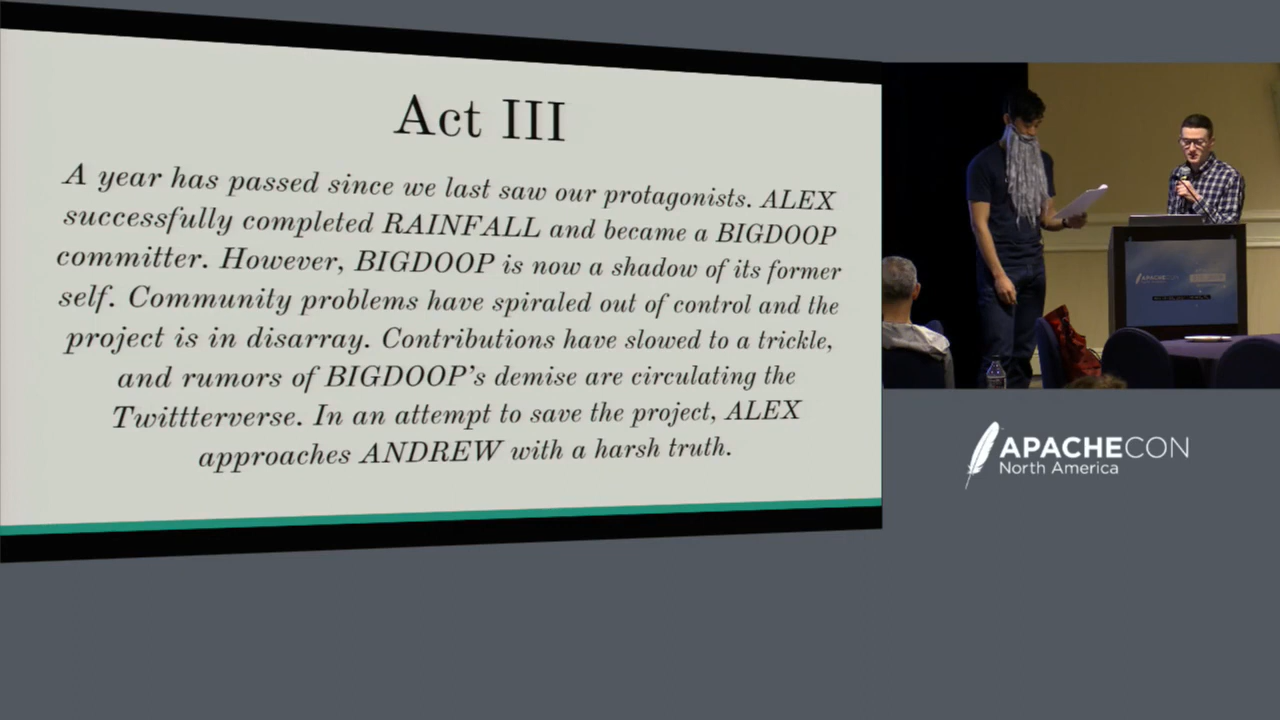 Act III
A year has passed since we last saw our protagonists. ALEX
successfully completed RAINFALL and became a BIGDOOP
committer. However, BIGDOOP is now a shadow of its former
self. Community problems have spiraled out of control and the
project is in disarray. Contributions have slowed to a trickle,
and rumors of BIGDOOP's demise are circulating the
Twittterverse. In an attempt to save the project, ALEX
approaches ANDREW with a harsh truth.
APACHECON
North America